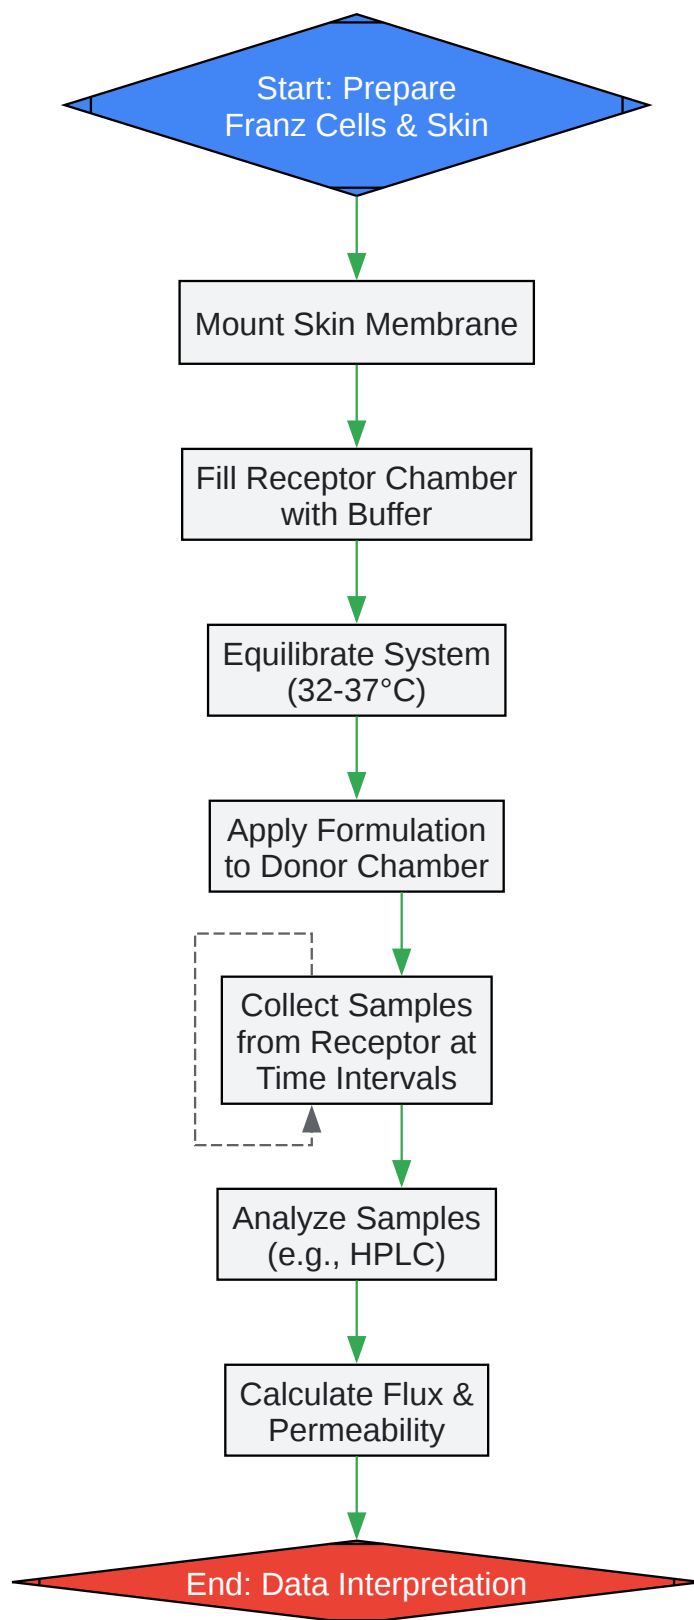 Start: Prepare
Franz Cells & Skin
Mount Skin Membrane
Fill Receptor Chamber
with Buffer
Equilibrate System
(32-37°C)
Apply Formulation
to Donor Chamber
Collect Samples
from Receptor at
Time Intervals
Analyze Samples
(e.g., HPLC)
Calculate Flux &
Permeability
End: Data Interpretation